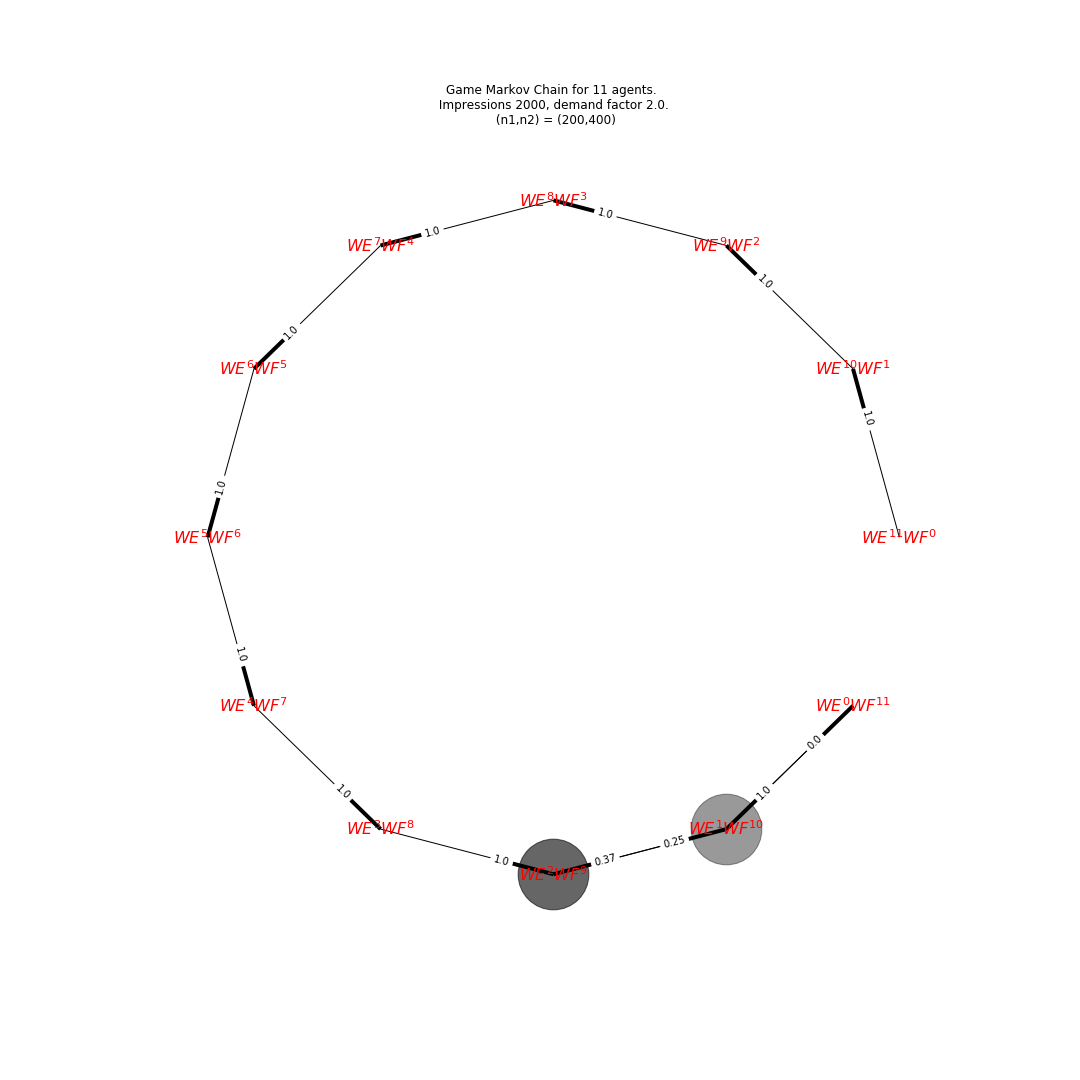 Game Markov Chain for 11 agents.
Impressions 2000, demand factor 2.0.
(n1,n2) = (200,400)
WE^8WF^3
1.0
1.0
WE^7WF^4
WE^9WF^2
1.0
1.0
WE^6WF^5
WE^10WF^1
1.0
1.0
WE^5WF^6
WE^11WF^0
1.0
WE^4WF^7
WE^0WF^11
0.0
1.0
1.0
WE^3WF^8
WE^1WF^10
0.25
1.0
0.37
WE^2WF^9